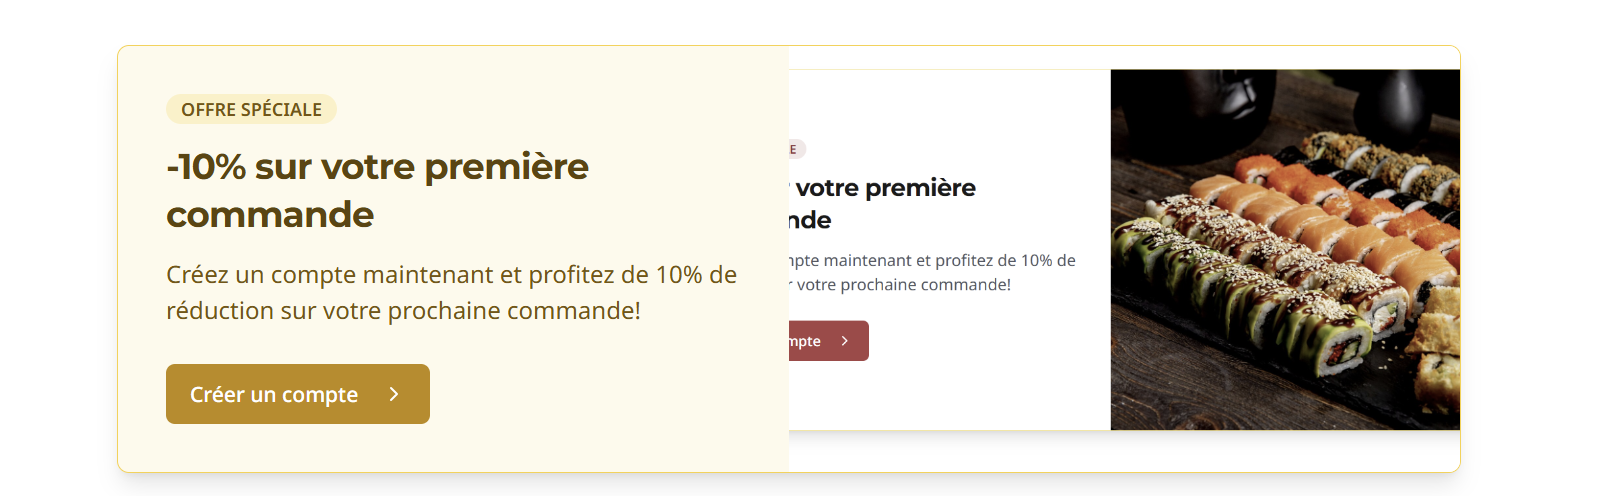 OFFRE SPÉCIALE
-10% sur votre première
commande
Créez un compte maintenant et profitez de 10% de
réduction sur votre prochaine commande!
Créer un compte
E
votre première
nde
mpte maintenant et profitez de 10% de
votre prochaine commande!
mpte